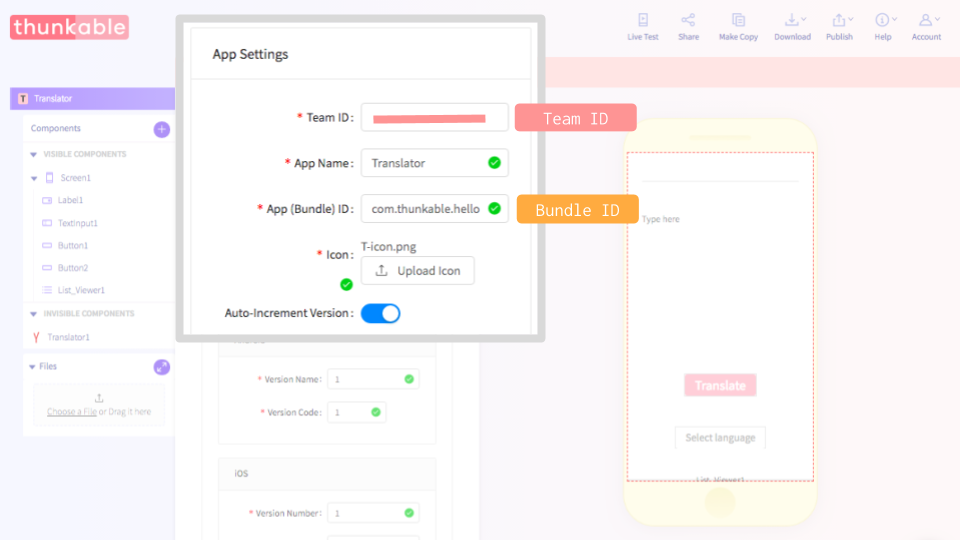 thunkable
Live Test
Share
Make Copy
Download
Publish
Help
Account
T Translator
Components
VISIBLE COMPONENTS
Screen1
Label1
TextInput1
Button1
Button2
List_Viewer1
INVISIBLE COMPONENTS
Translator1
Files
Choose a File or Drag it here
App Settings
* Team ID:
Team ID
* App Name: Translator
* App (Bundle) ID: com.thunkable.hello
Bundle ID
* Icon: T-icon.png
Upload Icon
Auto-Increment Version:
* Version Name: 1
* Version Code: 1
iOS
* Version Number: 1
Type here
Translate
Select language
List_Viewer1